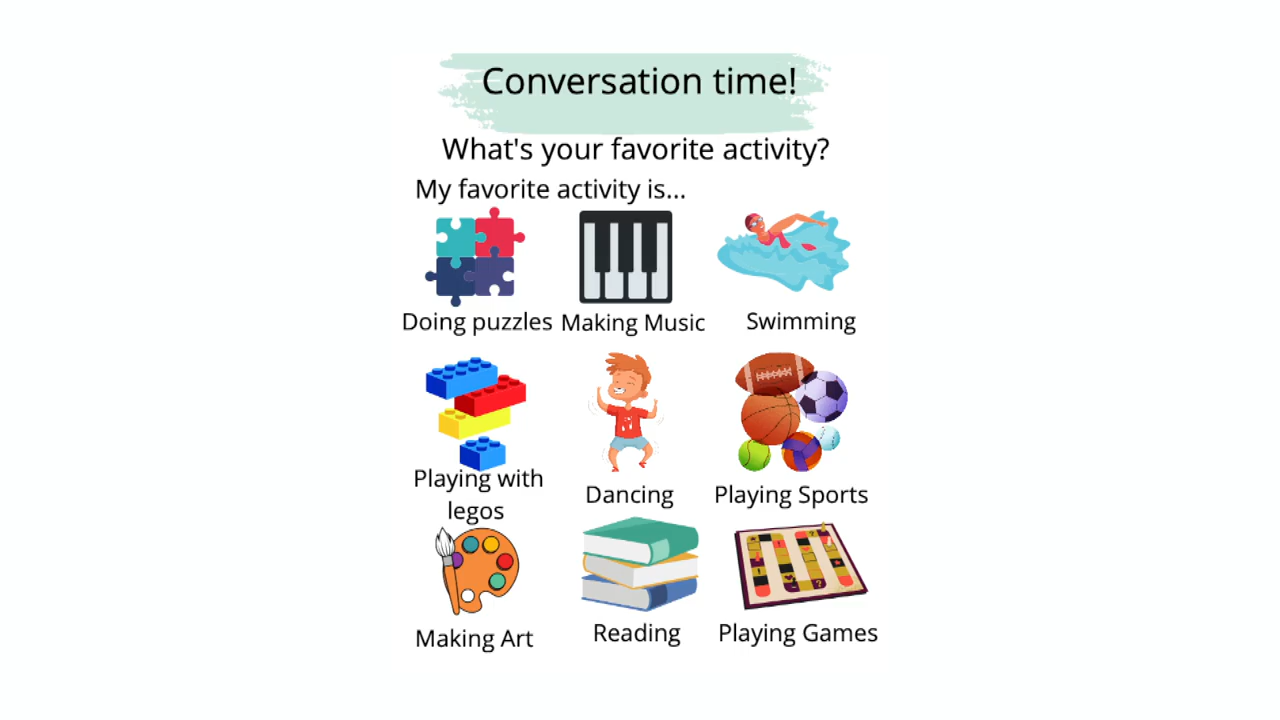 Conversation time!
What's your favorite activity?
My favorite activity is...
Doing puzzles
Making Music
Swimming
Playing with
legos
Dancing
Playing Sports
Making Art
Reading
Playing Games